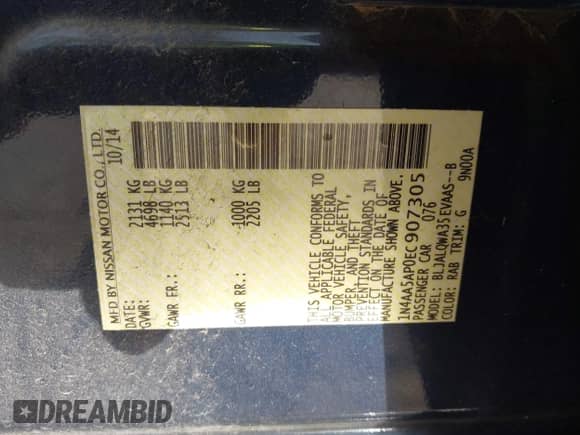 MFD BY NISSAN MOTOR CO., LTD.
DATE: 10/14
GVWR: 2131 KG
4698 LB
GAWR FR.: 1140 KG
2513 LB
GAWR RR.: 1000 KG
2205 LB
THIS VEHICLE CONFORMS TO
ALL APPLICABLE FEDERAL
MOTOR VEHICLE SAFETY,
BUMPER, AND THEFT
PREVENTION STANDARDS IN
EFFECT ON THE DATE OF
MANUFACTURE SHOWN ABOVE.
1N4AA5AP0EC907305
PASSENGER CAR 076
MODEL: BLJALQWA35EVAAS--B
COLOR: RAB TRIM: G 9N00A
DREAMBID